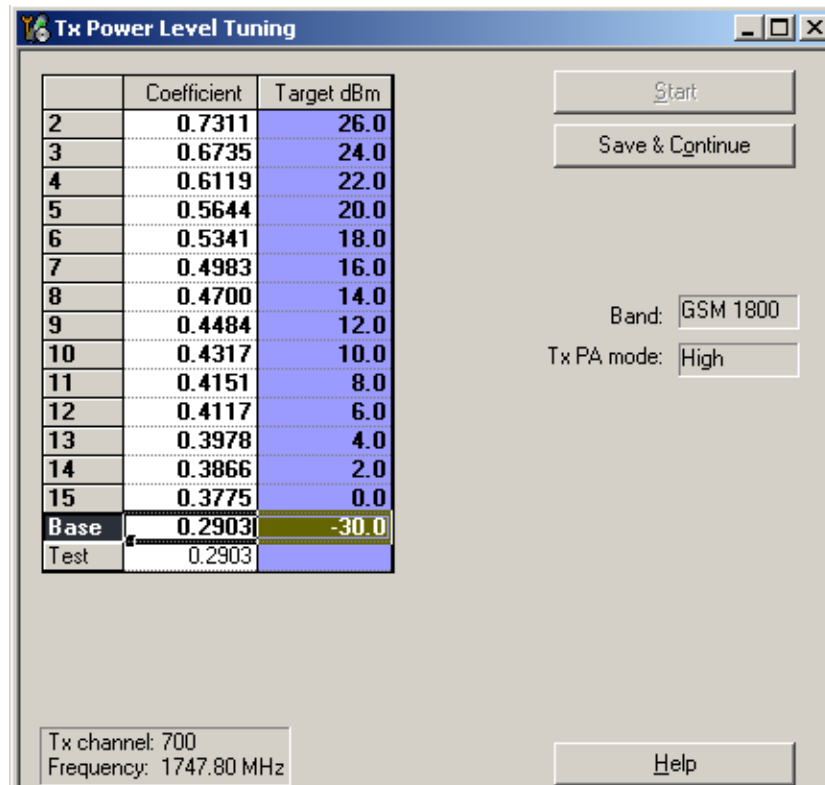 Tx Power Level Tuning
Coefficient Target dBm
2 0.7311 26.0
3 0.6735 24.0
4 0.6119 22.0
5 0.5644 20.0
6 0.5341 18.0
7 0.4983 16.0
8 0.4700 14.0
9 0.4484 12.0
10 0.4317 10.0
11 0.4151 8.0
12 0.4117 6.0
13 0.3978 4.0
14 0.3866 2.0
15 0.3775 0.0
Base 0.2903 -30.0
Test 0.2903
Start
Save & Continue
Band: GSM 1800
Tx PA mode: High
Tx channel: 700
Frequency: 1747.80 MHz
Help